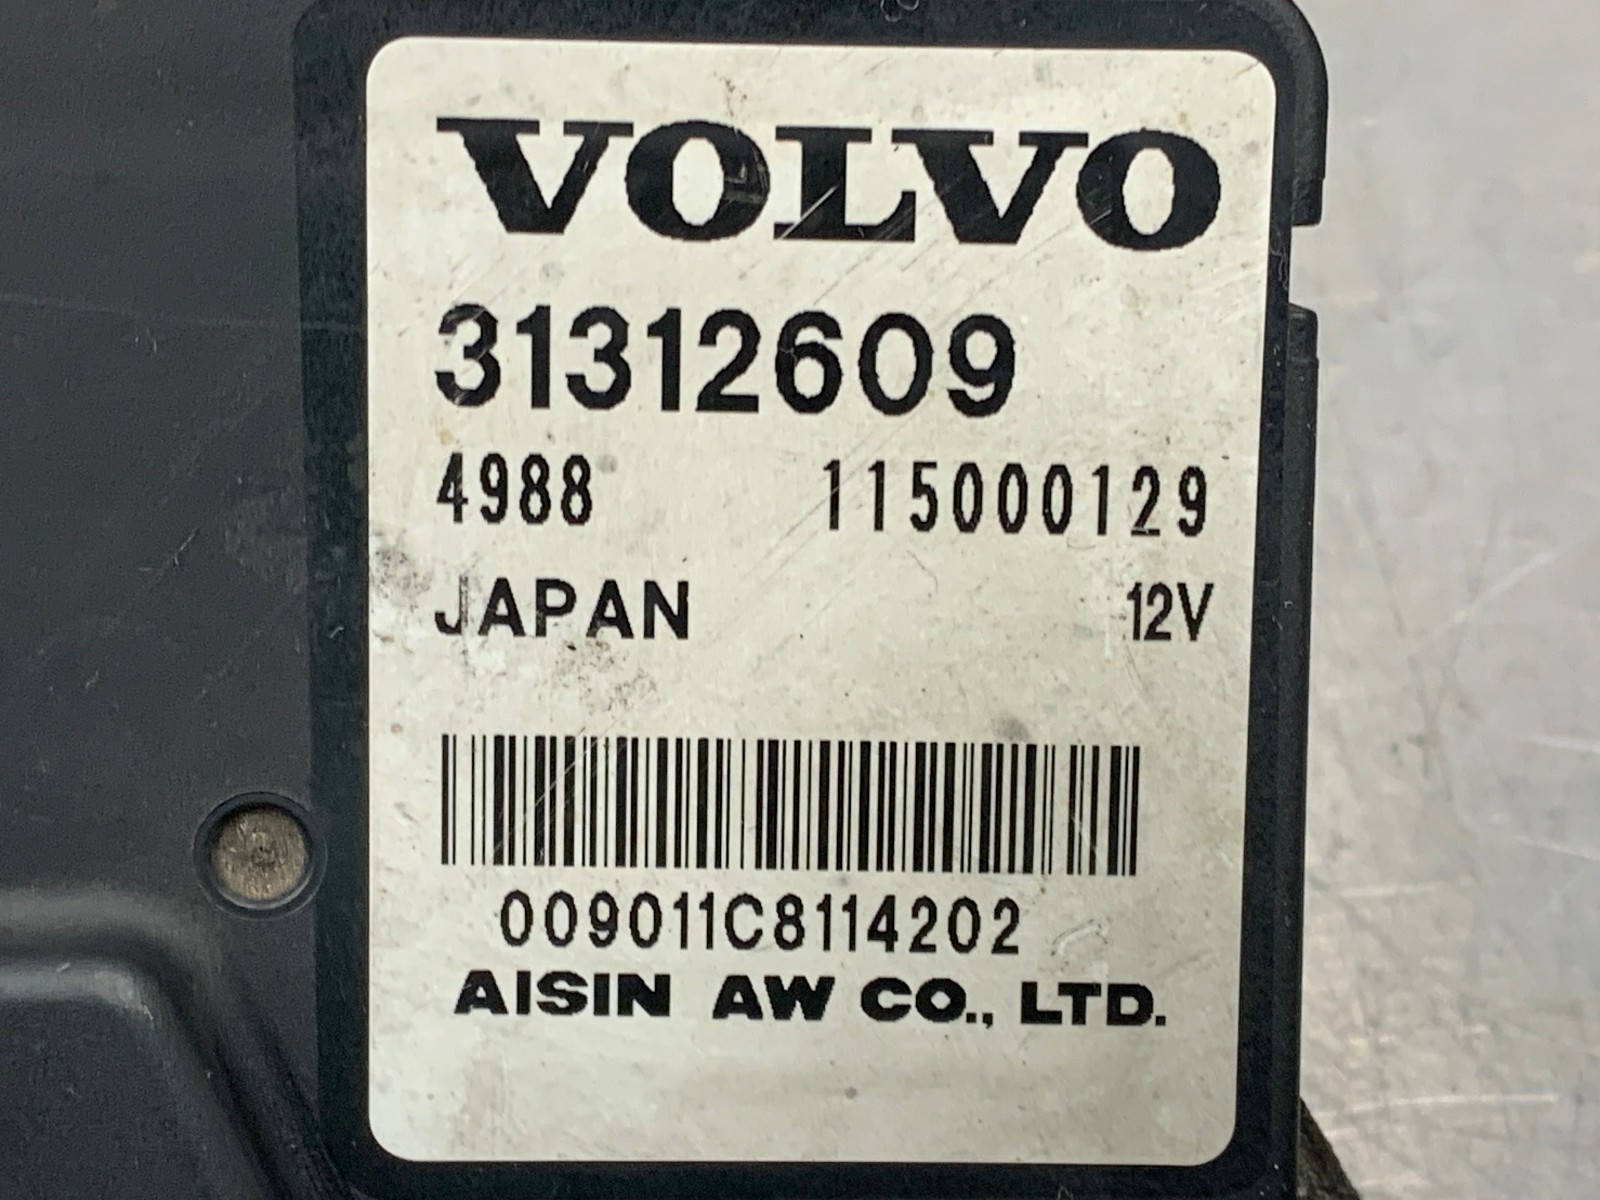 VOLVO
31312609
4988 115000129
JAPAN 12V
009011C8114202
AISIN AW CO., LTD.